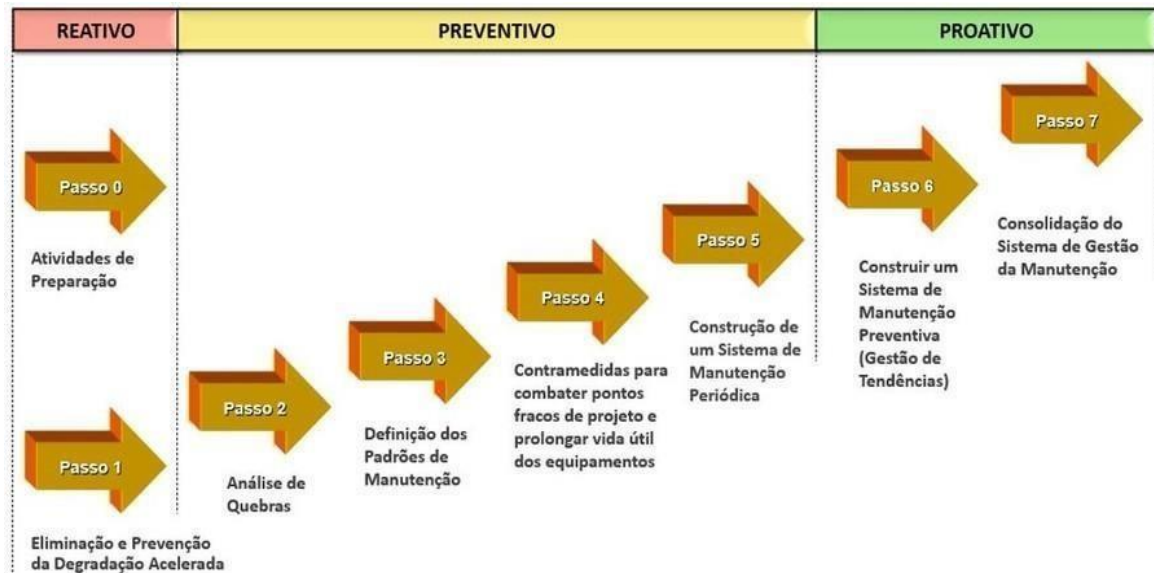 REATIVO
PREVENTIVO
PROATIVO
Passo 0
Atividades de
Preparação
Passo 1
Eliminação e Prevenção
da Degradação Acelerada
Passo 2
Análise de
Quebras
Passo 3
Definição dos
Padrões de
Manutenção
Passo 4
Contramedidas para
combater pontos
fracos de projeto e
prolongar vida útil
dos equipamentos
Passo 5
Construção de
um Sistema de
Manutenção
Periódica
Passo 6
Construir um
Sistema de
Manutenção
Preventiva
(Gestão de
Tendências)
Passo 7
Consolidação do
Sistema de Gestão
da Manutenção